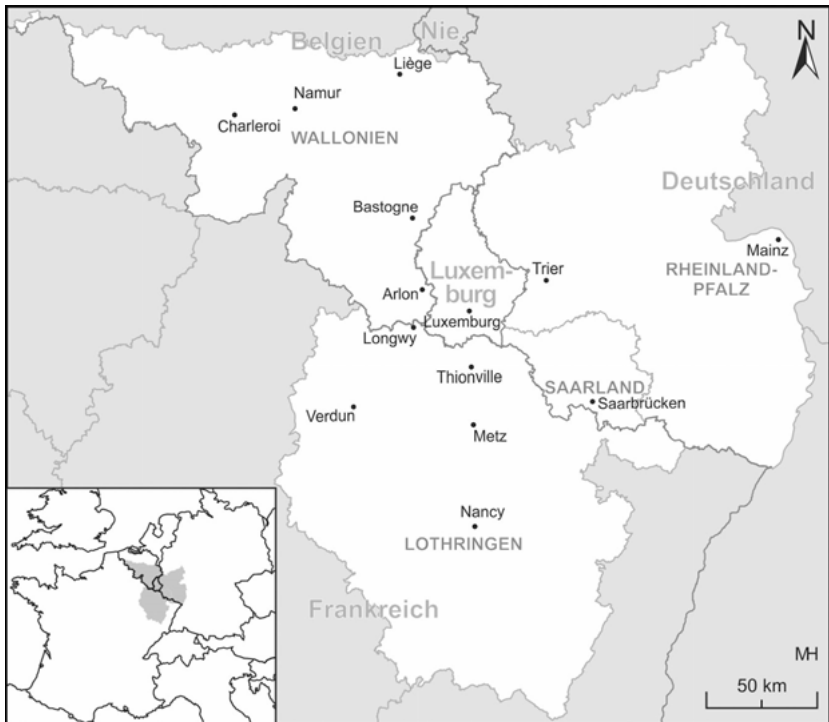 N
Belgien
Nie.
Liège
Namur
Charleroi
WALLONIEN
Bastogne
Deutschland
Mainz
Luxem-
burg
Trier
RHEINLAND-
PFALZ
Arlon
Luxemburg
Longwy
Thionville
SAARLAND
Saarbrücken
Verdun
Metz
Nancy
LOTHRINGEN
Frankreich
MH
50 km